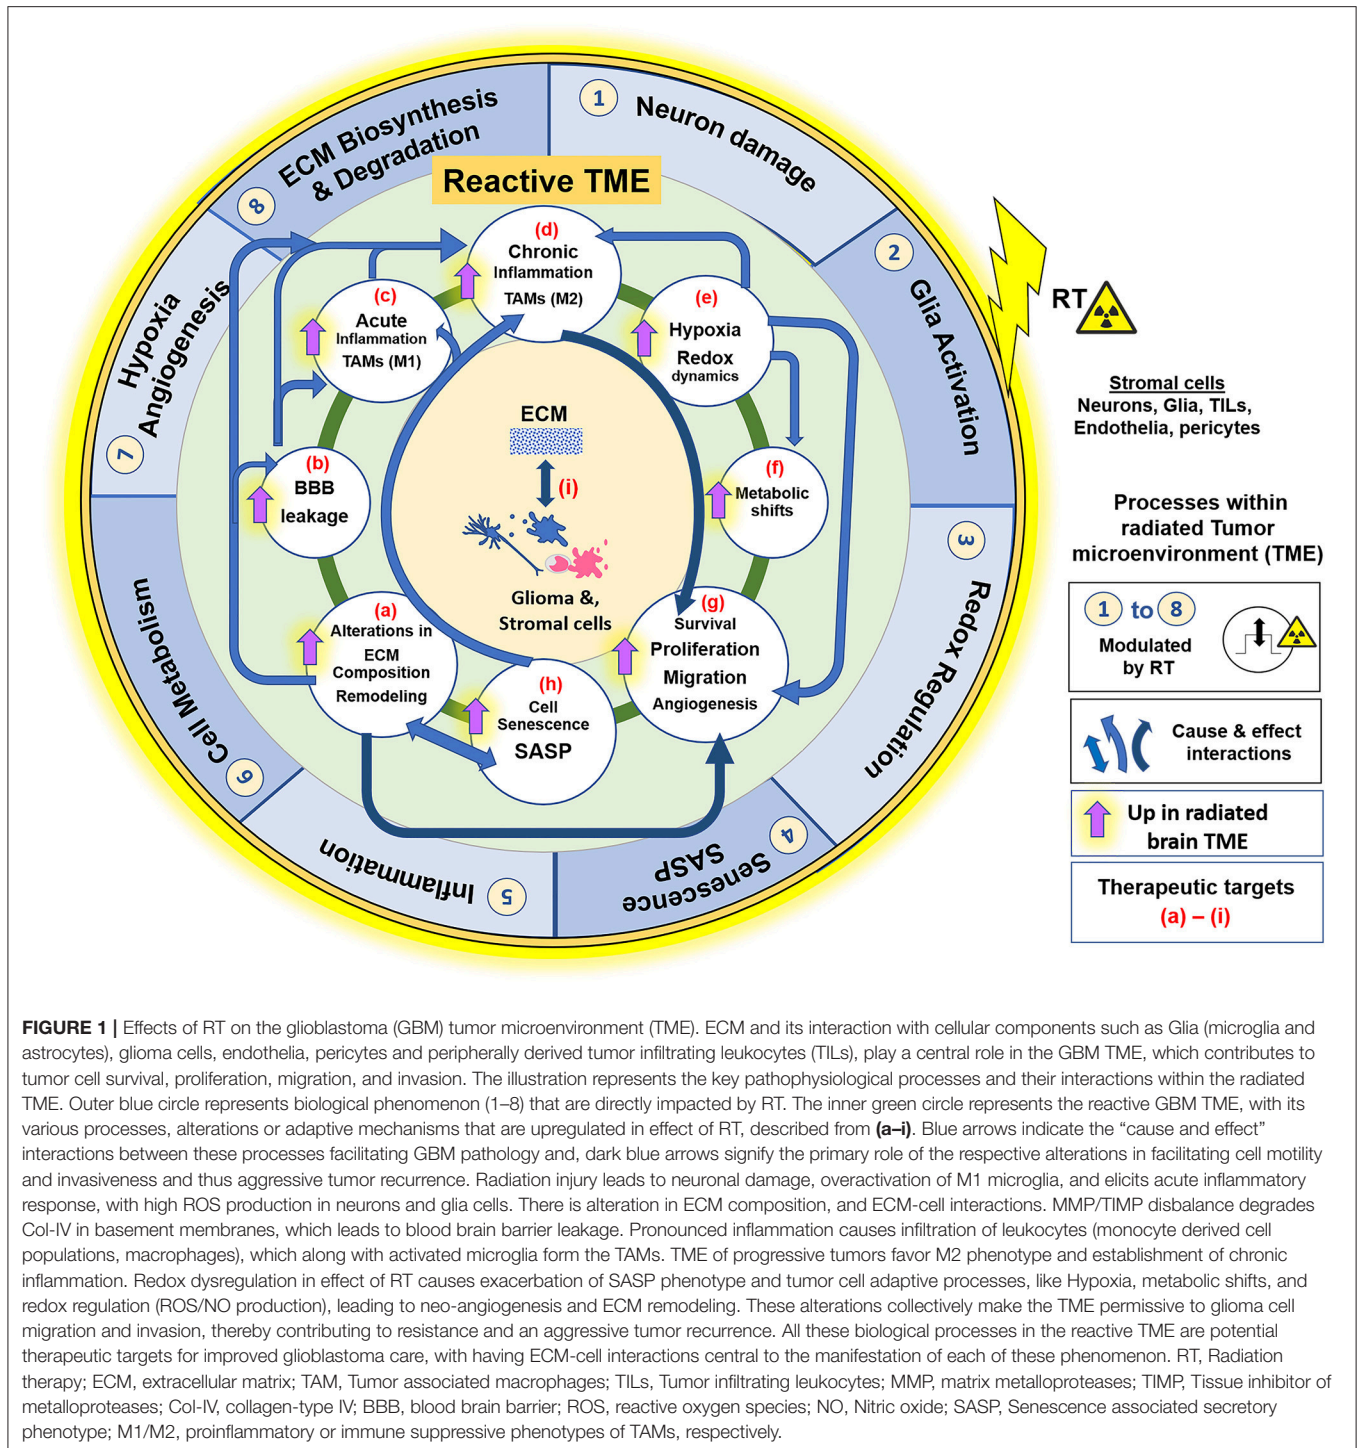 1
Neuron damage
2
Glia Activation
3
Redox Regulation
4
Senescence
SASP
5
Inflammation
6
Cell Metabolism
7
Hypoxia
Angiogenesis
8
ECM Biosynthesis
& Degradation
Reactive TME
(d)
Chronic
Inflammation
TAMs (M2)
(c)
Acute
Inflammation
TAMs (M1)
(e)
Hypoxia
Redox
dynamics
(b)
BBB
leakage
(f)
Metabolic
shifts
(a)
Alterations in
ECM
Composition
Remodeling
(h)
Cell
Senescence
SASP
(g)
Survival
Proliferation
Migration
Angiogenesis
ECM
(i)
Glioma &,
Stromal cells
RT
Stromal cells
Neurons, Glia, TILs,
Endothelia, pericytes
Processes within
radiated Tumor
microenvironment (TME)
1 to 8
Modulated
by RT
Cause & effect
interactions
Up in radiated
brain TME
Therapeutic targets
(a) – (i)
FIGURE 1 | Effects of RT on the glioblastoma (GBM) tumor microenvironment (TME). ECM and its interaction with cellular components such as Glia (microglia and
astrocytes), glioma cells, endothelia, pericytes and peripherally derived tumor infiltrating leukocytes (TILs), play a central role in the GBM TME, which contributes to
tumor cell survival, proliferation, migration, and invasion. The illustration represents the key pathophysiological processes and their interactions within the radiated
TME. Outer blue circle represents biological phenomenon (1–8) that are directly impacted by RT. The inner green circle represents the reactive GBM TME, with its
various processes, alterations or adaptive mechanisms that are upregulated in effect of RT, described from (a–i). Blue arrows indicate the “cause and effect”
interactions between these processes facilitating GBM pathology and, dark blue arrows signify the primary role of the respective alterations in facilitating cell motility
and invasiveness and thus aggressive tumor recurrence. Radiation injury leads to neuronal damage, overactivation of M1 microglia, and elicits acute inflammatory
response, with high ROS production in neurons and glia cells. There is alteration in ECM composition, and ECM-cell interactions. MMP/TIMP disbalance degrades
Col-IV in basement membranes, which leads to blood brain barrier leakage. Pronounced inflammation causes infiltration of leukocytes (monocyte derived cell
populations, macrophages), which along with activated microglia form the TAMs. TME of progressive tumors favor M2 phenotype and establishment of chronic
inflammation. Redox dysregulation in effect of RT causes exacerbation of SASP phenotype and tumor cell adaptive processes, like Hypoxia, metabolic shifts, and
redox regulation (ROS/NO production), leading to neo-angiogenesis and ECM remodeling. These alterations collectively make the TME permissive to glioma cell
migration and invasion, thereby contributing to resistance and an aggressive tumor recurrence. All these biological processes in the reactive TME are potential
therapeutic targets for improved glioblastoma care, with having ECM-cell interactions central to the manifestation of each of these phenomenon. RT, Radiation
therapy; ECM, extracellular matrix; TAM, Tumor associated macrophages; TILs, Tumor infiltrating leukocytes; MMP, matrix metalloproteases; TIMP, Tissue inhibitor of
metalloproteases; Col-IV, collagen-type IV; BBB, blood brain barrier; ROS, reactive oxygen species; NO, Nitric oxide; SASP, Senescence associated secretory
phenotype; M1/M2, proinflammatory or immune suppressive phenotypes of TAMs, respectively.